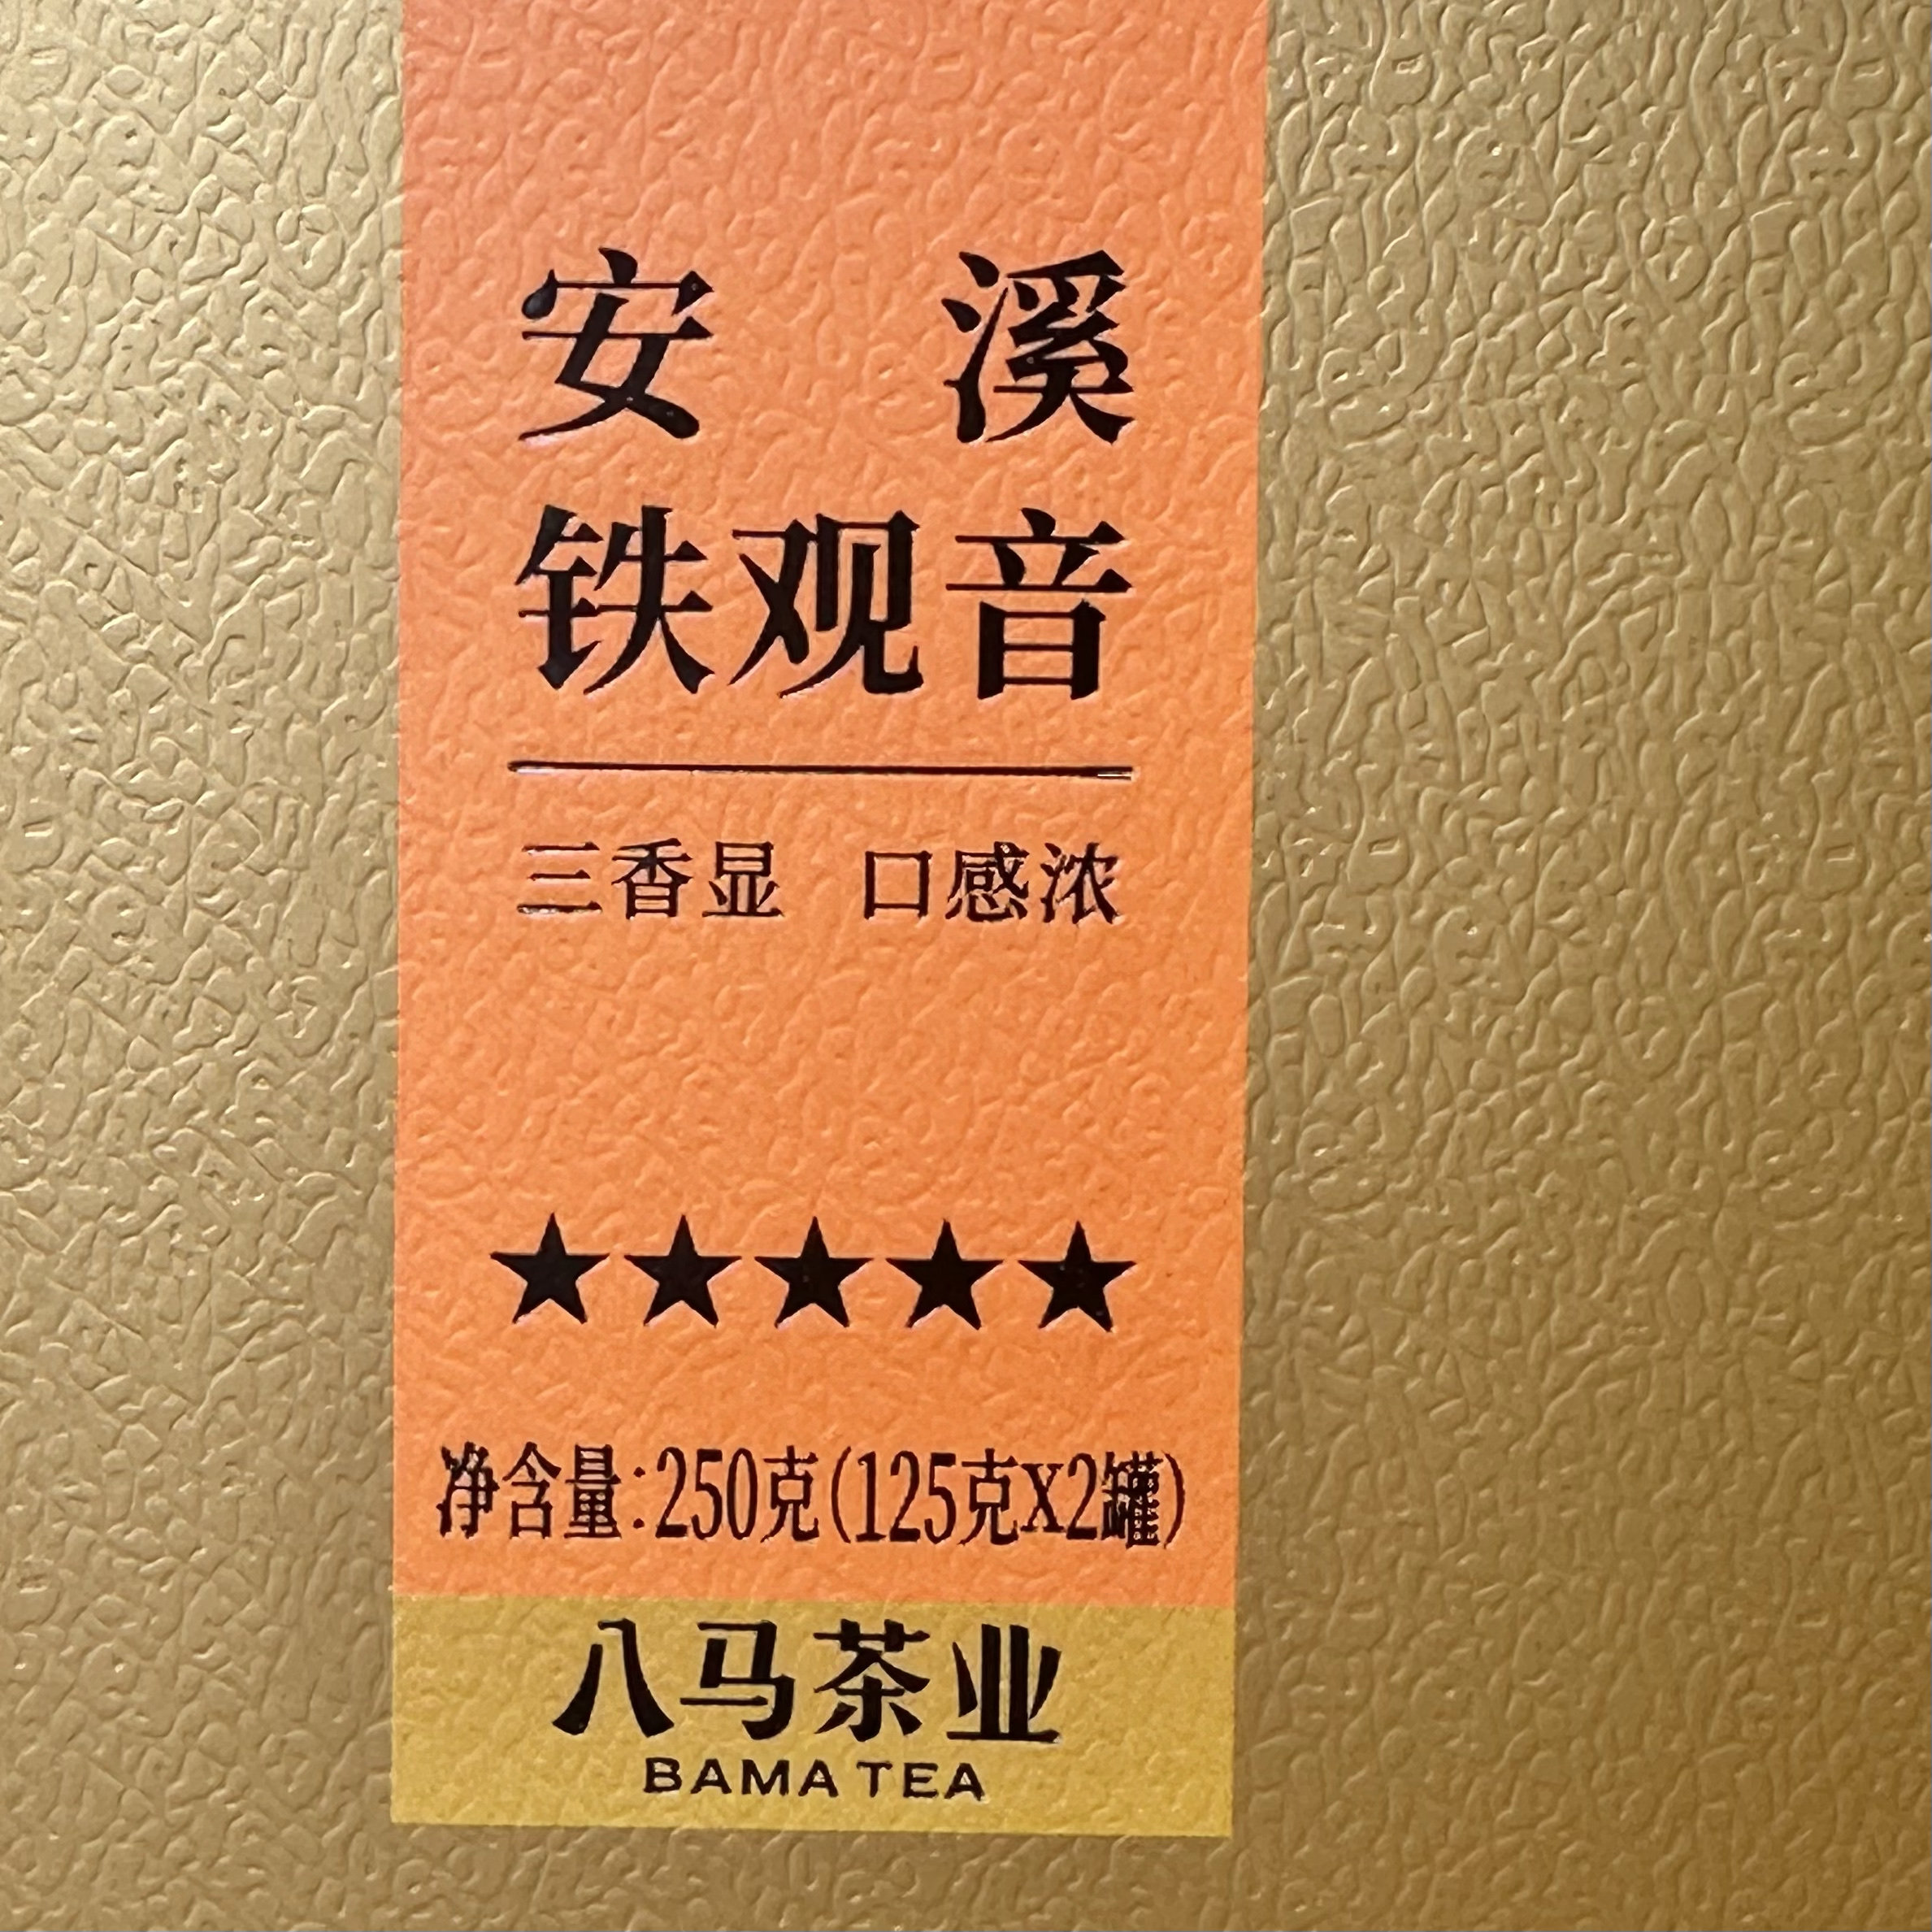 安 溪
铁观音
三香显 口感浓
★★★★★
净含量:250克(125克X2罐)
八马茶业
BAMA TEA